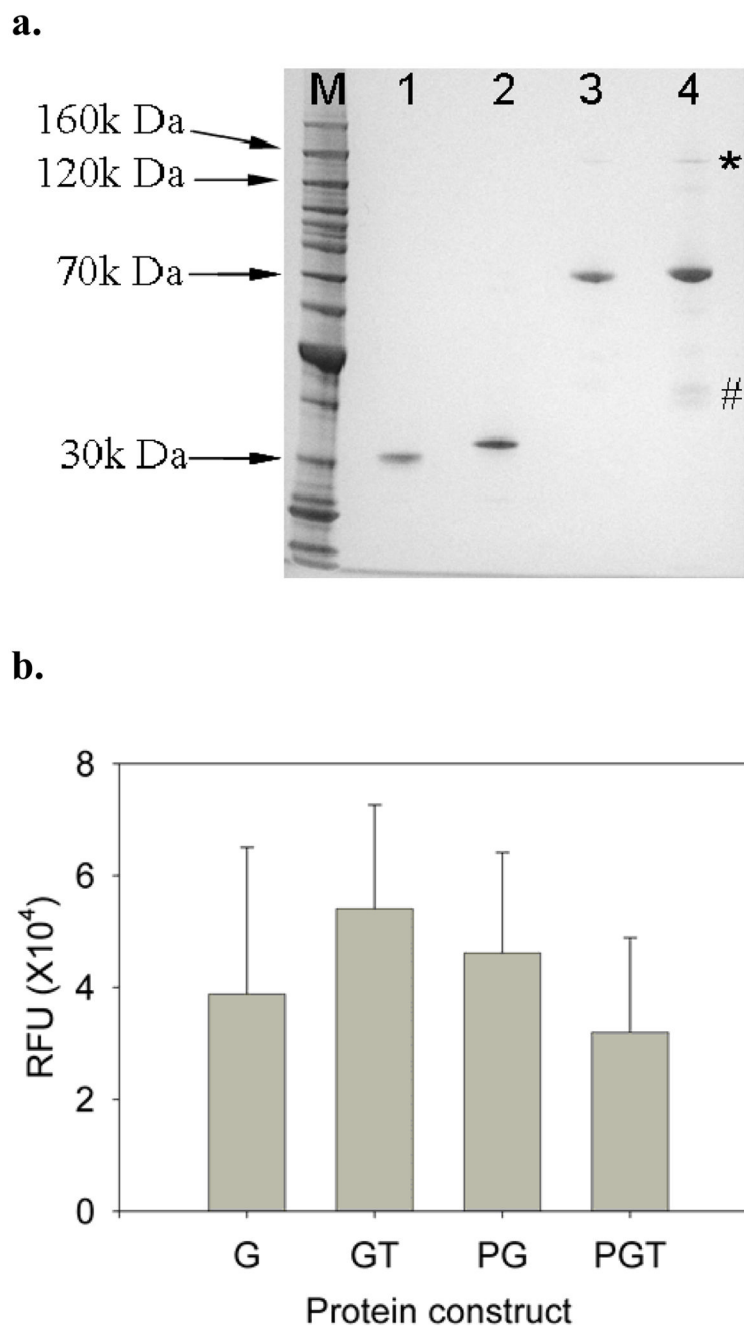 a.
M 1 2 3 4
160k Da
*
120k Da
70k Da
#
30k Da
b.
8
6
4
2
0
RFU (X10⁴)
G GT PG PGT
Protein construct